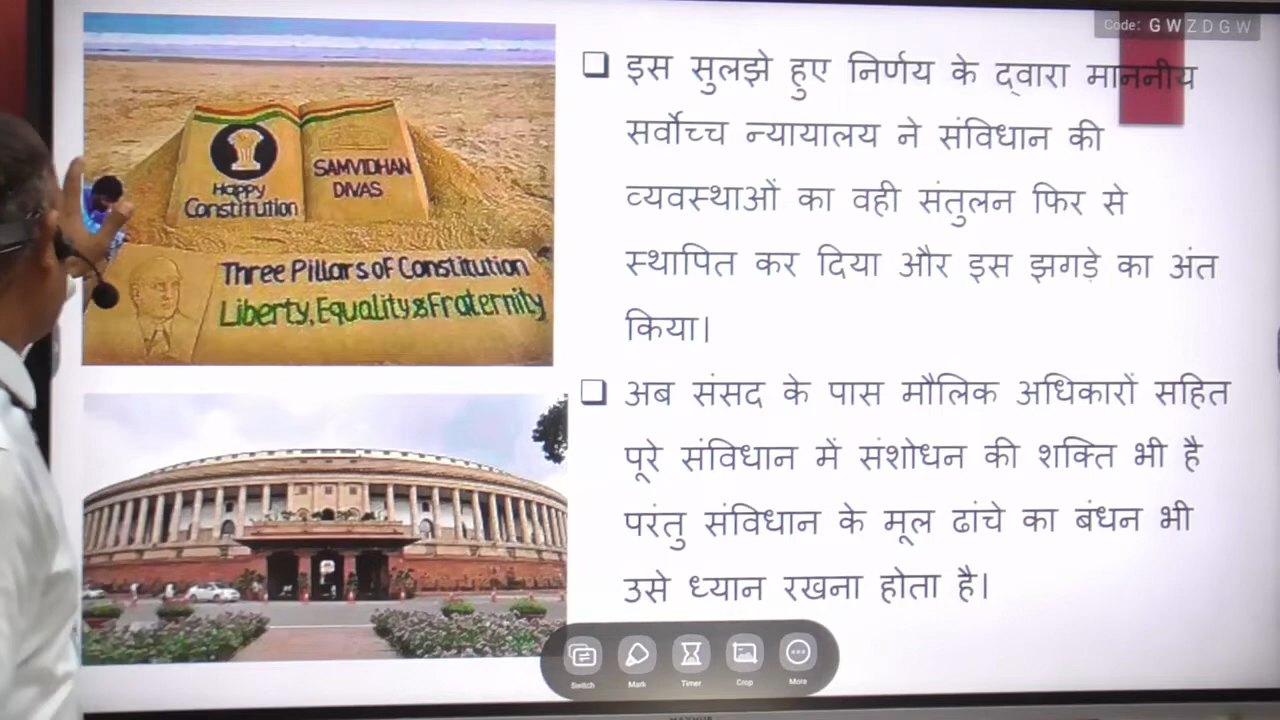 Code: G W Z D G W
Happy
Constitution
SAMVIDHAN
DIVAS
Three Pillars of Constitution
Liberty, Equality & Fraternity
❑ इस सुलझे हुए निर्णय के द्वारा माननीय
सर्वोच्च न्यायालय ने संविधान की
व्यवस्थाओं का वही संतुलन फिर से
स्थापित कर दिया और इस झगड़े का अंत
किया।
❑ अब संसद के पास मौलिक अधिकारों सहित
पूरे संविधान में संशोधन की शक्ति भी है
परंतु संविधान के मूल ढांचे का बंधन भी
उसे ध्यान रखना होता है।
Switch Mark Timer Crop More